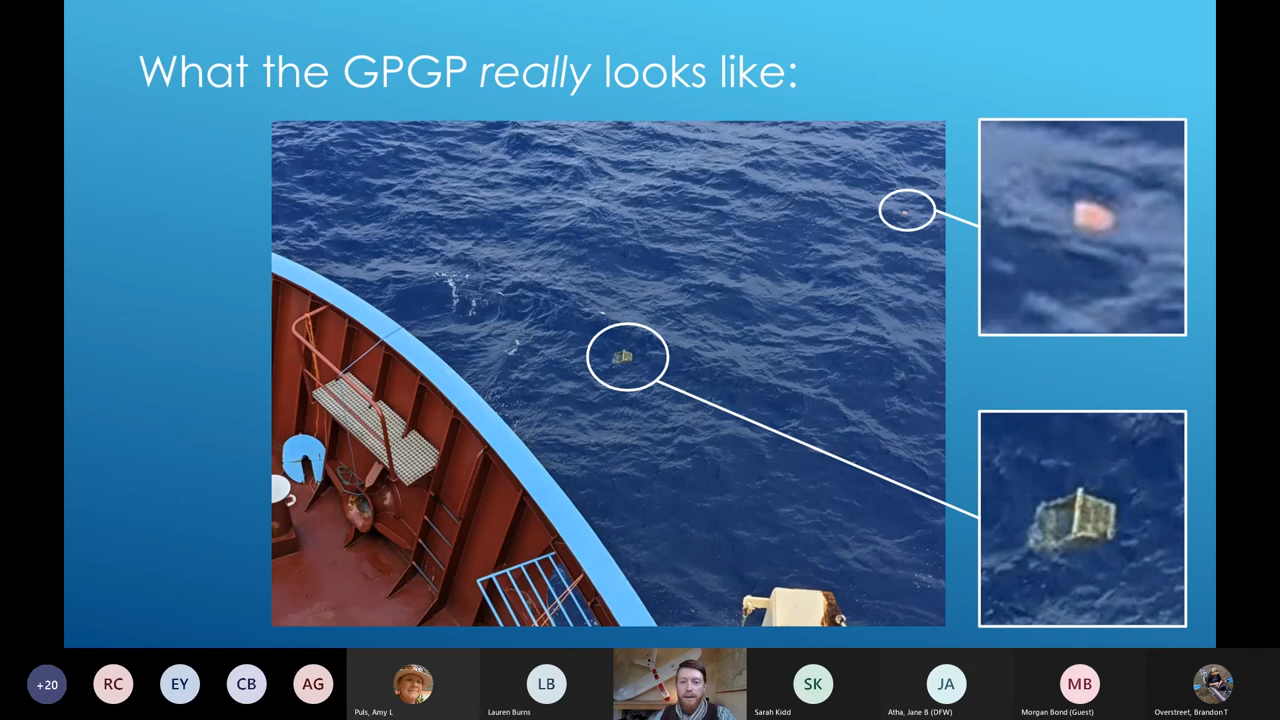 What the GPGP really looks like:
+20
RC
EY
CB
AG
LB
SK
JA
MB
Puls, Amy L
Lauren Burns
Sarah Kidd
Atha, Jane B (DFW)
Morgan Bond (Guest)
Overstreet, Brandon T